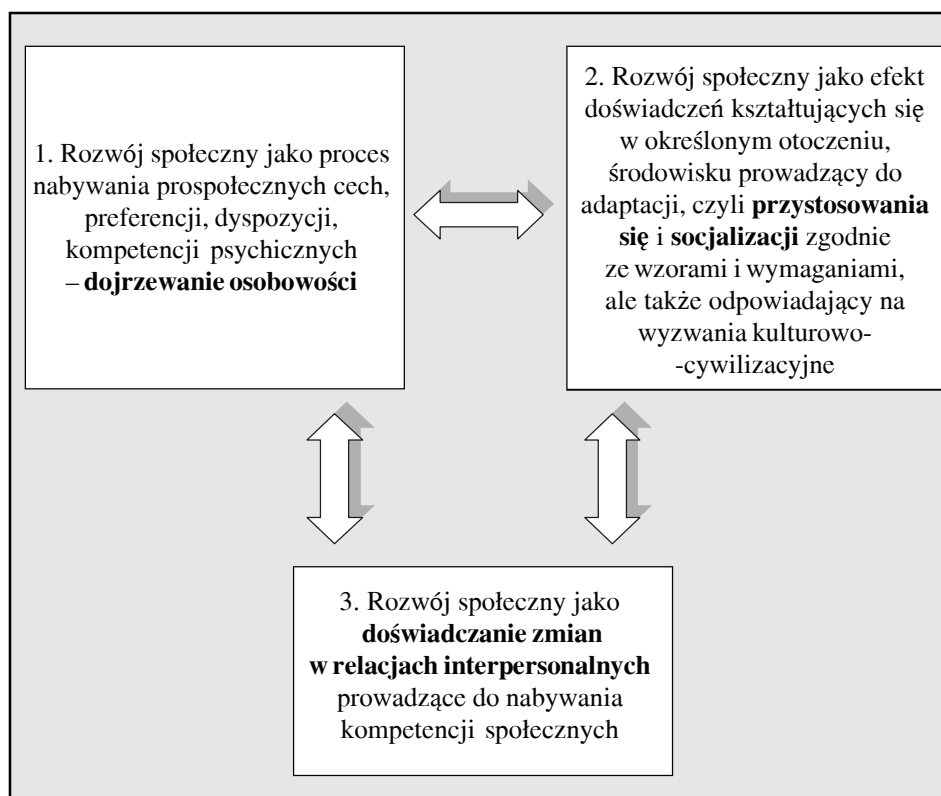 1. Rozwój społeczny jako proces
nabywania prospołecznych cech,
preferencji, dyspozycji,
kompetencji psychicznych
– dojrzewanie osobowości
2. Rozwój społeczny jako efekt
doświadczeń kształtujących się
w określonym otoczeniu,
środowisku prowadzący do
adaptacji, czyli przystosowania
się i socjalizacji zgodnie
ze wzorami i wymaganiami,
ale także odpowiadający na
wyzwania kulturowo-
-cywilizacyjne
3. Rozwój społeczny jako
doświadczanie zmian
w relacjach interpersonalnych
prowadzące do nabywania
kompetencji społecznych